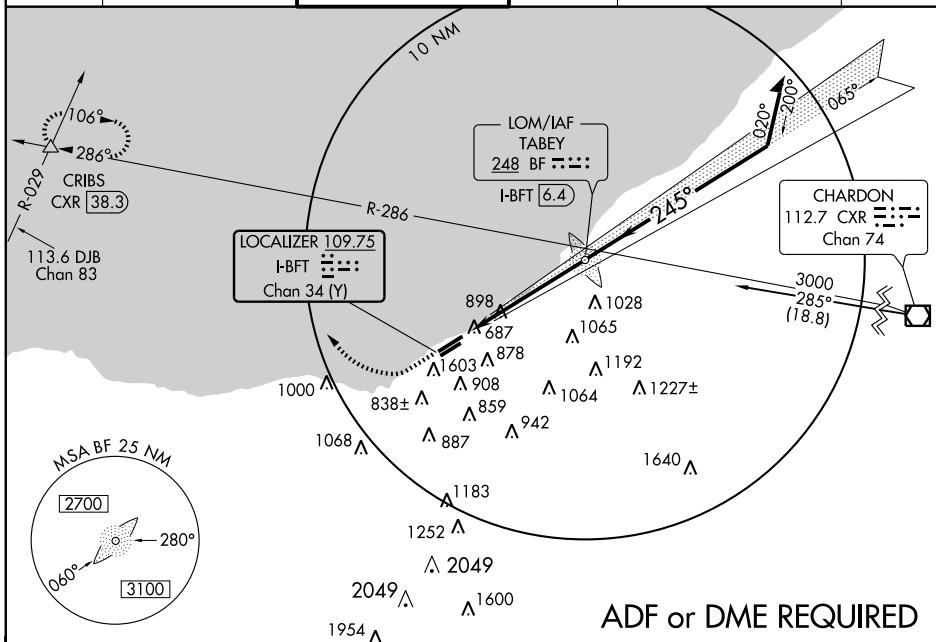 10 NM
106°
286°
CRIBS
CXR 38.3
R-029
113.6 DJB
Chan 83
R-286
LOM/IAF
TABEY
248 BF
I-BFT 6.4
020°
200°
065°
245°
CHARDON
112.7 CXR
Chan 74
3000
285°
(18.8)
LOCALIZER 109.75
I-BFT
Chan 34 (Y)
898
687
1028
1065
878
1603
1192
1000
908
838±
1064
1227±
859
942
887
1068
1640
1183
1252
2049
2049
1600
1954
MSA BF 25 NM
2700
280°
060°
3100
ADF or DME REQUIRED